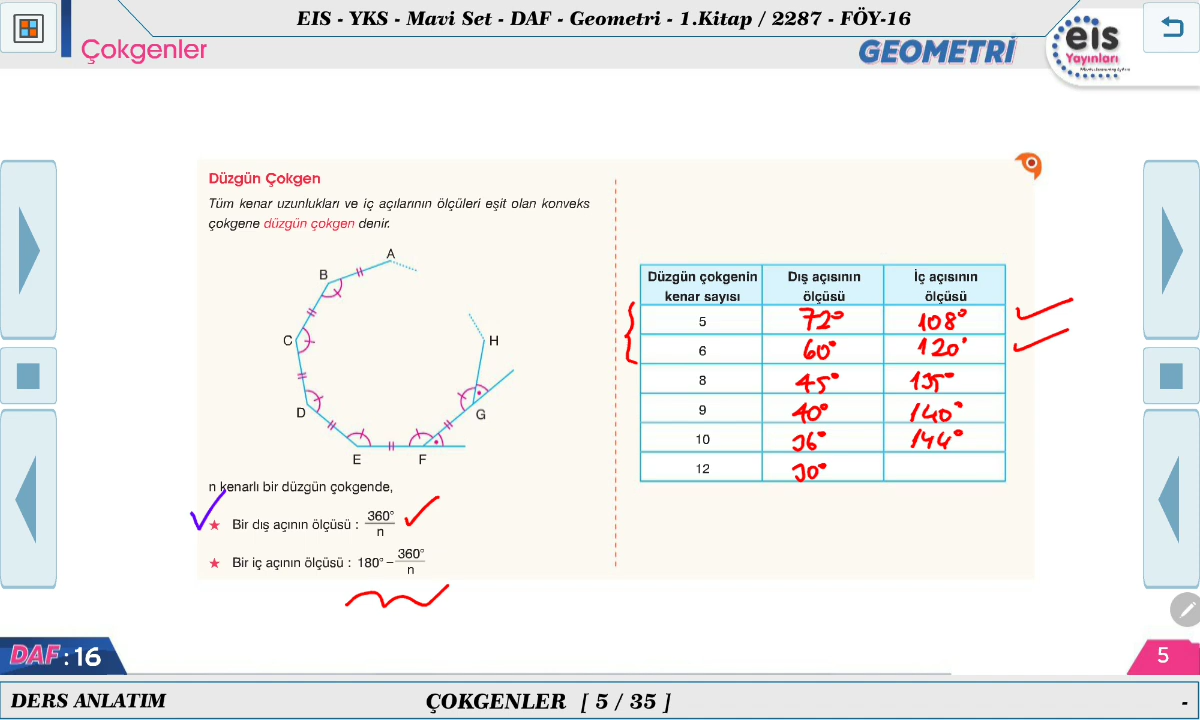 EIS - YKS - Mavi Set - DAF - Geometri - 1.Kitap / 2287 - FÖY-16
Çokgenler
GEOMETRİ
eis
Yayınları
Düzgün Çokgen
Tüm kenar uzunlukları ve iç açılarının ölçüleri eşit olan konveks
çokgene düzgün çokgen denir.
A
B
C
H
D
G
E
F
n kenarlı bir düzgün çokgende,
★ Bir dış açının ölçüsü : 360°/n
★ Bir iç açının ölçüsü : 180° – 360°/n
Düzgün çokgenin kenar sayısı Dış açısının ölçüsü İç açısının ölçüsü
5 72° 108°
6 60° 120°
8 45° 135°
9 40° 140°
10 36° 144°
12 30°
DAF : 16
5
DERS ANLATIM
ÇOKGENLER [ 5 / 35 ]
-